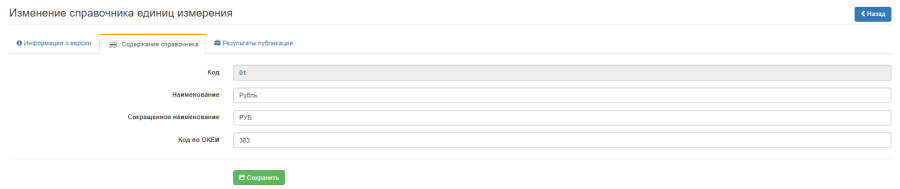 Изменение справочника единиц измерения
Назад
Информация о версии Содержание справочника Результаты публикации
Код 01
Наименование Рубль
Сокращенное наименование РУБ
Код во ОКЕИ 383
Сохранить